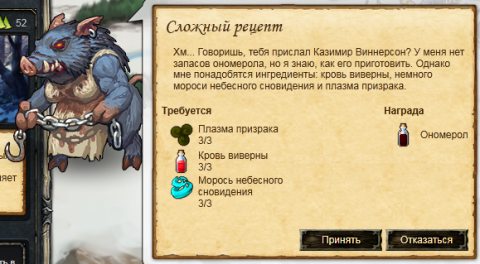 52
Сложный рецепт
Хм... Говоришь, тебя прислал Казимир Виннерсон? У меня нет
запасов ономерола, но я знаю, как его приготовить. Однако
мне понадобятся ингредиенты: кровь виверны, немного
мороси небесного сновидения и плазма призрака.
Требуется
Награда
Плазма призрака
3/3
Ономерол
Кровь виверны
3/3
Морось небесного
сновидения
3/3
Принять
Отказаться